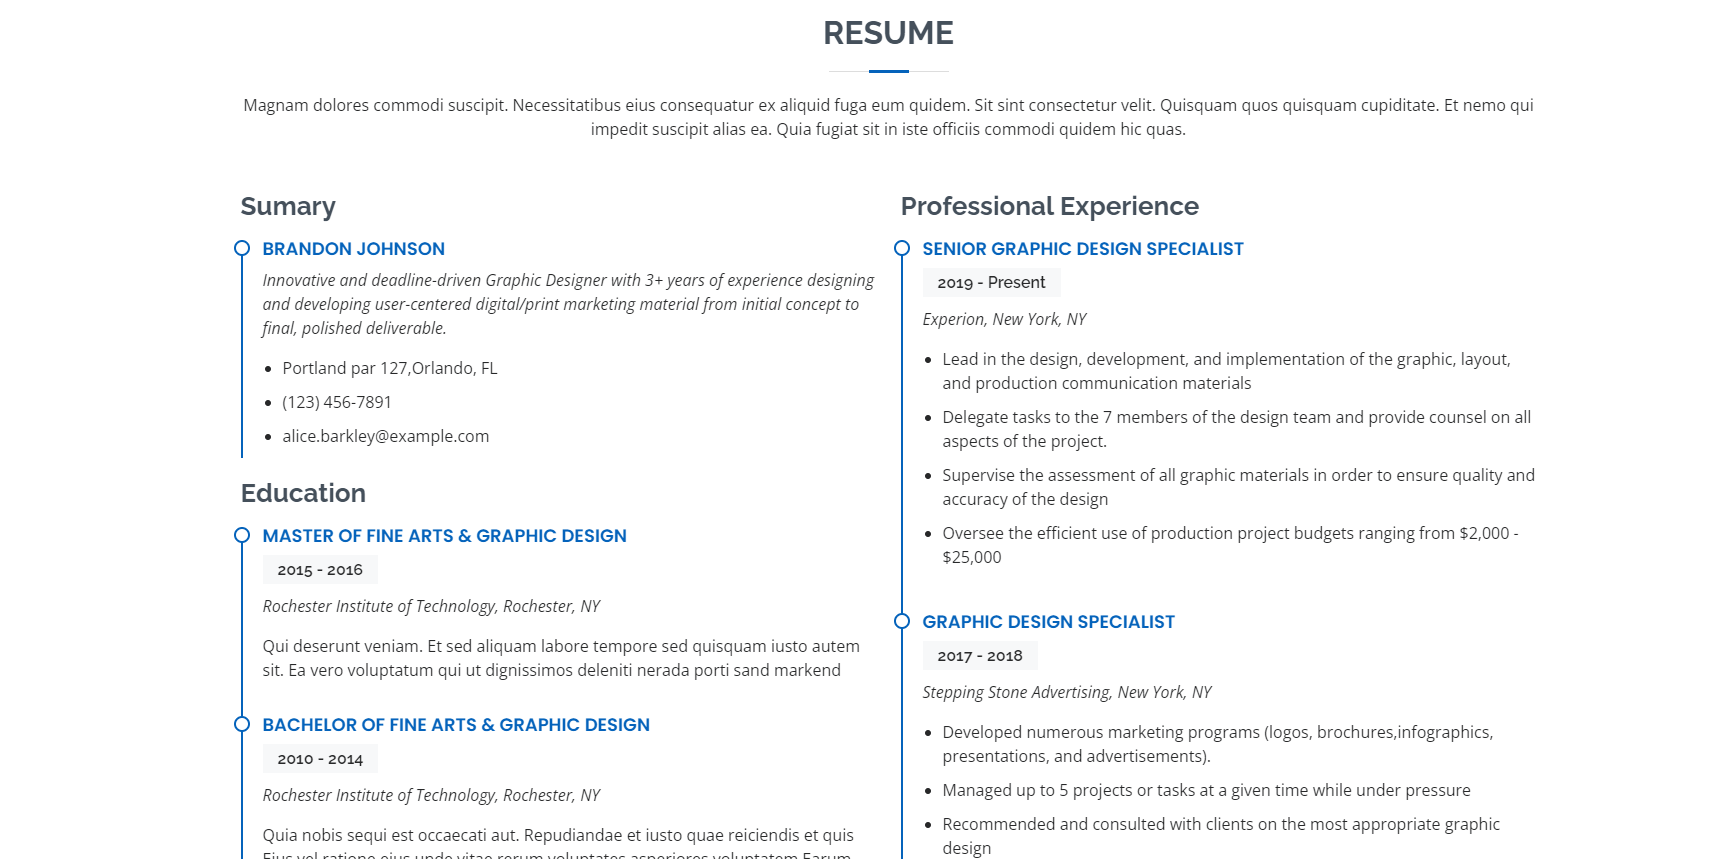 RESUME
Magnam dolores commodi suscipit. Necessitatibus eius consequatur ex aliquid fuga eum quidem. Sit sint consectetur velit. Quisquam quos quisquam cupiditate. Et nemo qui
impedit suscipit alias ea. Quia fugiat sit in iste officiis commodi quidem hic quas.
Sumary
BRANDON JOHNSON
Innovative and deadline-driven Graphic Designer with 3+ years of experience designing
and developing user-centered digital/print marketing material from initial concept to
final, polished deliverable.
Portland par 127,Orlando, FL
(123) 456-7891
alice.barkley@example.com
Education
MASTER OF FINE ARTS & GRAPHIC DESIGN
2015 - 2016
Rochester Institute of Technology, Rochester, NY
Qui deserunt veniam. Et sed aliquam labore tempore sed quisquam iusto autem
sit. Ea vero voluptatum qui ut dignissimos deleniti nerada porti sand markend
BACHELOR OF FINE ARTS & GRAPHIC DESIGN
2010 - 2014
Rochester Institute of Technology, Rochester, NY
Quia nobis sequi est occaecati aut. Repudiandae et iusto quae reiciendis et quis
Eius vel ratione eius unde vitae rerum voluptates asperiores voluptatem Earum
Professional Experience
SENIOR GRAPHIC DESIGN SPECIALIST
2019 - Present
Experion, New York, NY
Lead in the design, development, and implementation of the graphic, layout,
and production communication materials
Delegate tasks to the 7 members of the design team and provide counsel on all
aspects of the project.
Supervise the assessment of all graphic materials in order to ensure quality and
accuracy of the design
Oversee the efficient use of production project budgets ranging from $2,000 -
$25,000
GRAPHIC DESIGN SPECIALIST
2017 - 2018
Stepping Stone Advertising, New York, NY
Developed numerous marketing programs (logos, brochures,infographics,
presentations, and advertisements).
Managed up to 5 projects or tasks at a given time while under pressure
Recommended and consulted with clients on the most appropriate graphic
design